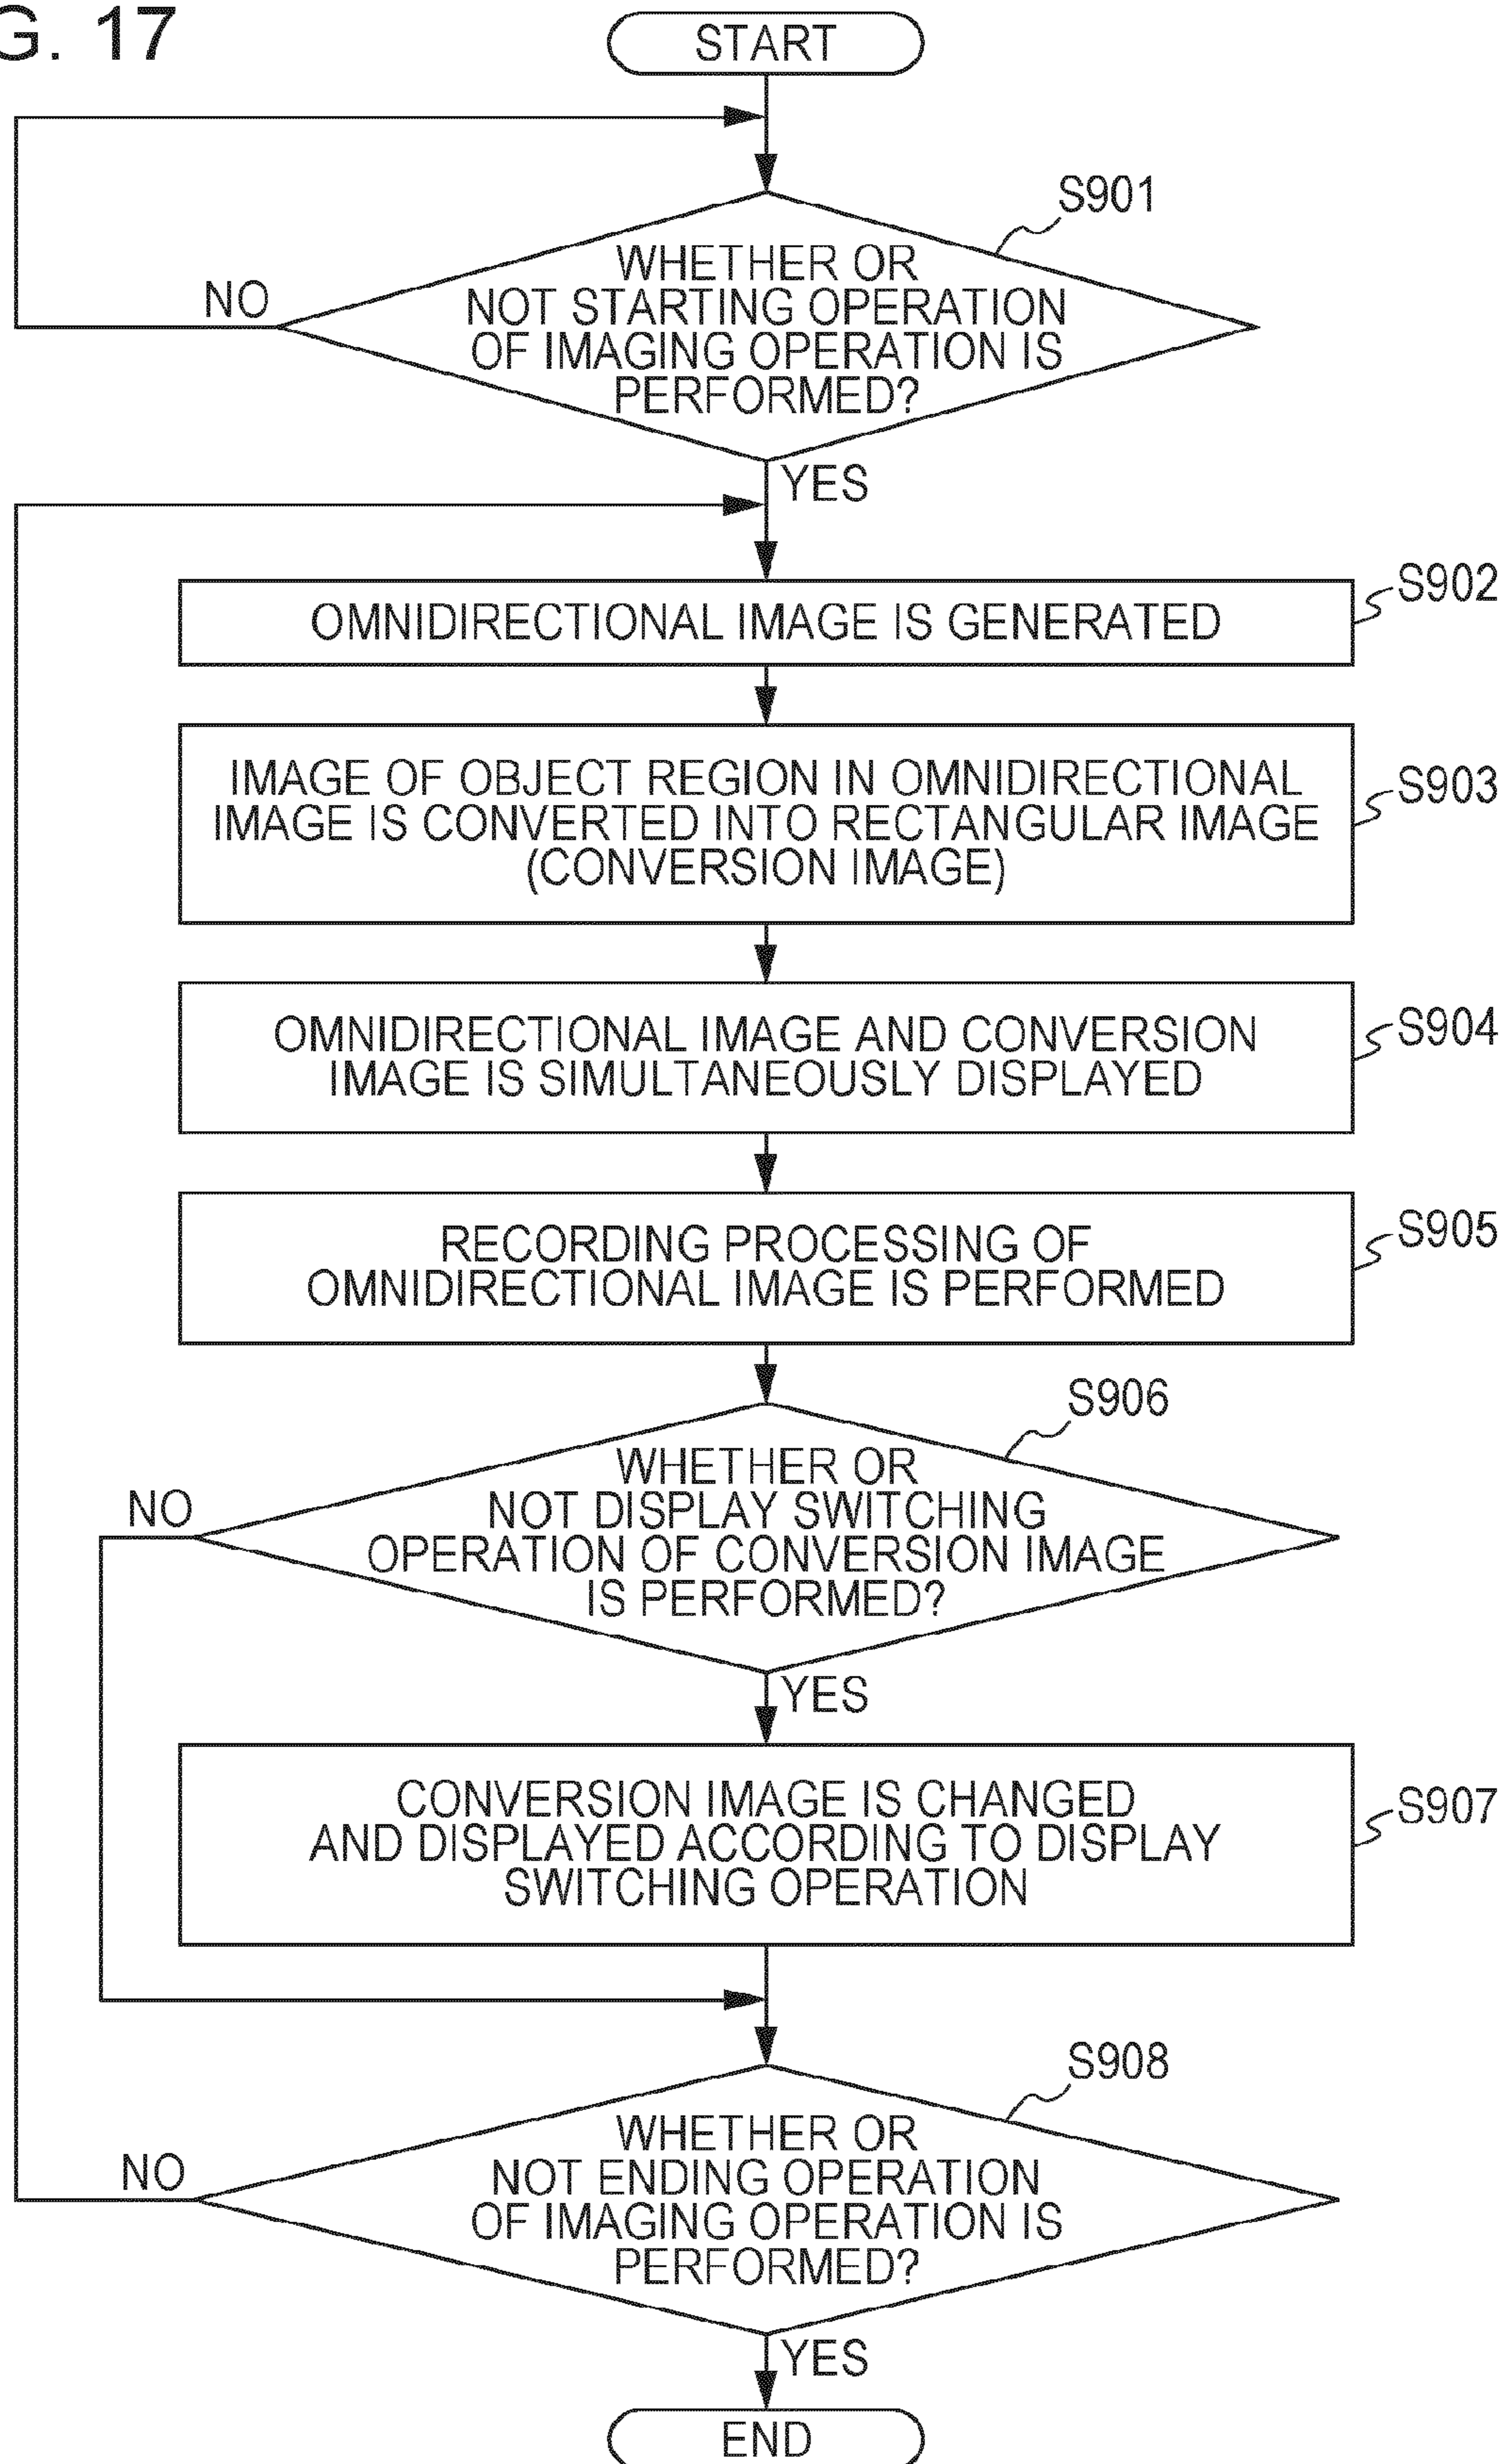 G. 17
START
S901
WHETHER OR
NOT STARTING OPERATION
OF IMAGING OPERATION IS
PERFORMED?
NO
YES
S902
OMNIDIRECTIONAL IMAGE IS GENERATED
S903
IMAGE OF OBJECT REGION IN OMNIDIRECTIONAL
IMAGE IS CONVERTED INTO RECTANGULAR IMAGE
(CONVERSION IMAGE)
S904
OMNIDIRECTIONAL IMAGE AND CONVERSION
IMAGE IS SIMULTANEOUSLY DISPLAYED
S905
RECORDING PROCESSING OF
OMNIDIRECTIONAL IMAGE IS PERFORMED
S906
WHETHER OR
NOT DISPLAY SWITCHING
OPERATION OF CONVERSION IMAGE
IS PERFORMED?
NO
YES
S907
CONVERSION IMAGE IS CHANGED
AND DISPLAYED ACCORDING TO DISPLAY
SWITCHING OPERATION
S908
WHETHER OR
NOT ENDING OPERATION
OF IMAGING OPERATION IS
PERFORMED?
NO
YES
END